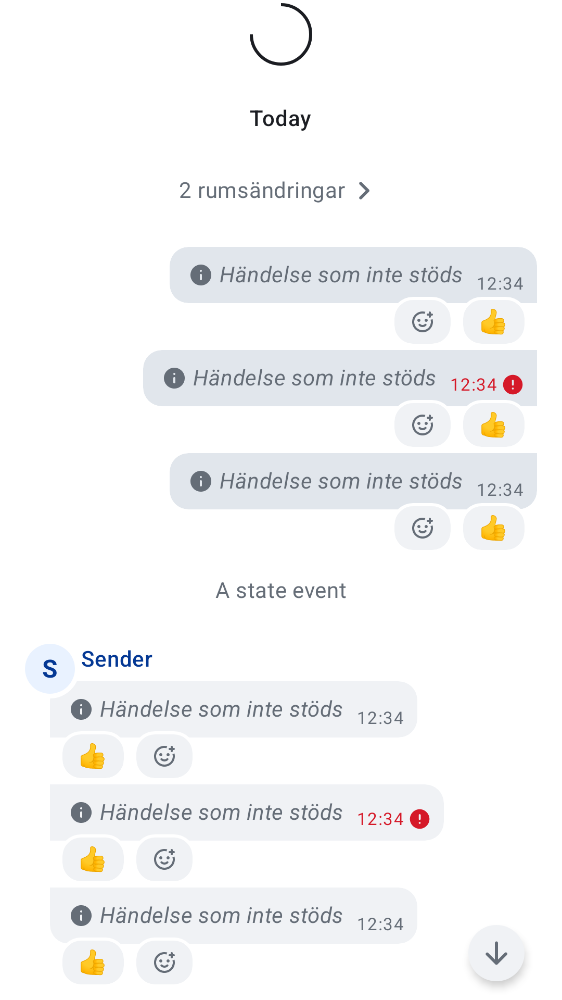 Today
2 rumsändringar
Händelse som inte stöds 12:34
Händelse som inte stöds 12:34
Händelse som inte stöds 12:34
A state event
S Sender
Händelse som inte stöds 12:34
Händelse som inte stöds 12:34
Händelse som inte stöds 12:34